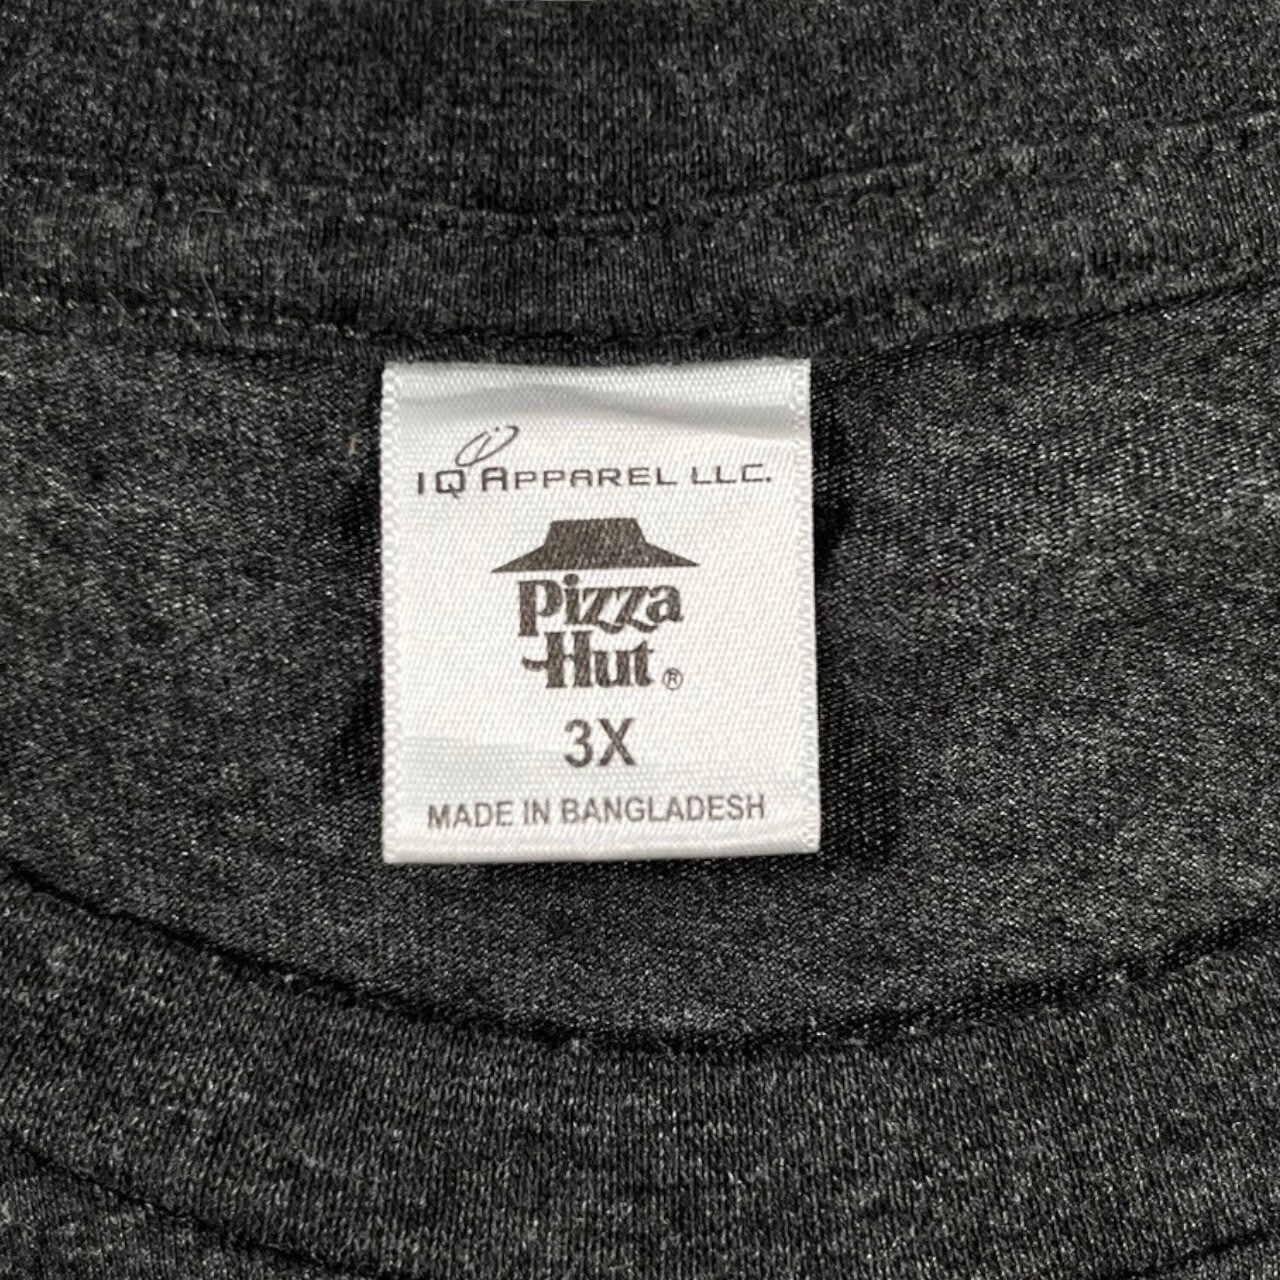 IQ APPAREL LLC.
Pizza
Hut ®
3X
MADE IN BANGLADESH